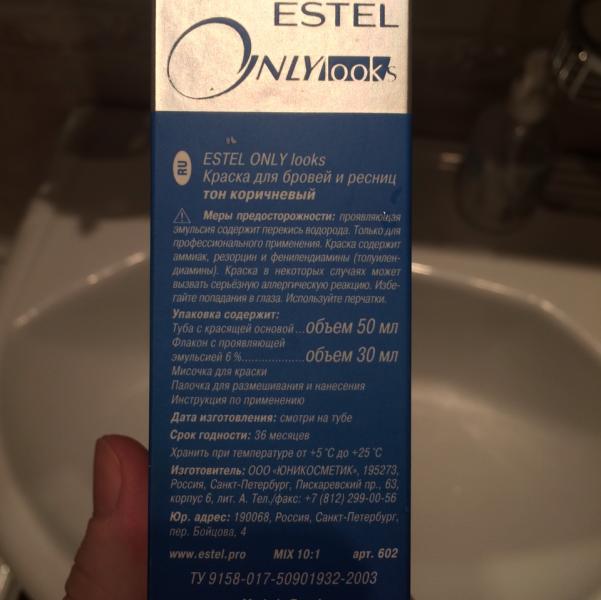 ESTEL
ONLYlooks
RU
ESTEL ONLY looks
Краска для бровей и ресниц
тон коричневый
Меры предосторожности: проявляющая
эмульсия содержит перекись водорода. Только для
профессионального применения. Краска содержит
аммиак, резорцин и фенилендиамины (толуилен-
диамины). Краска в некоторых случаях может
вызвать серьёзную аллергическую реакцию. Избе-
гайте попадания в глаза. Используйте перчатки.
Упаковка содержит:
Туба с красящей основой...объем 50 мл
Флакон с проявляющей
эмульсией 6 %...................объем 30 мл
Мисочка для краски
Палочка для размешивания и нанесения
Инструкция по применению
Дата изготовления: смотри на тубе
Срок годности: 36 месяцев
Хранить при температуре от +5 °С до +25 °С
Изготовитель: ООО «ЮНИКОСМЕТИК», 195273,
Россия, Санкт-Петербург, Пискаревский пр., 63,
корпус 6, лит. А. Тел./факс: +7 (812) 299-00-56
Юр. адрес: 190068, Россия, Санкт-Петербург,
пер. Бойцова, 4
www.estel.pro MIX 10:1 арт. 602
ТУ 9158-017-50901932-2003